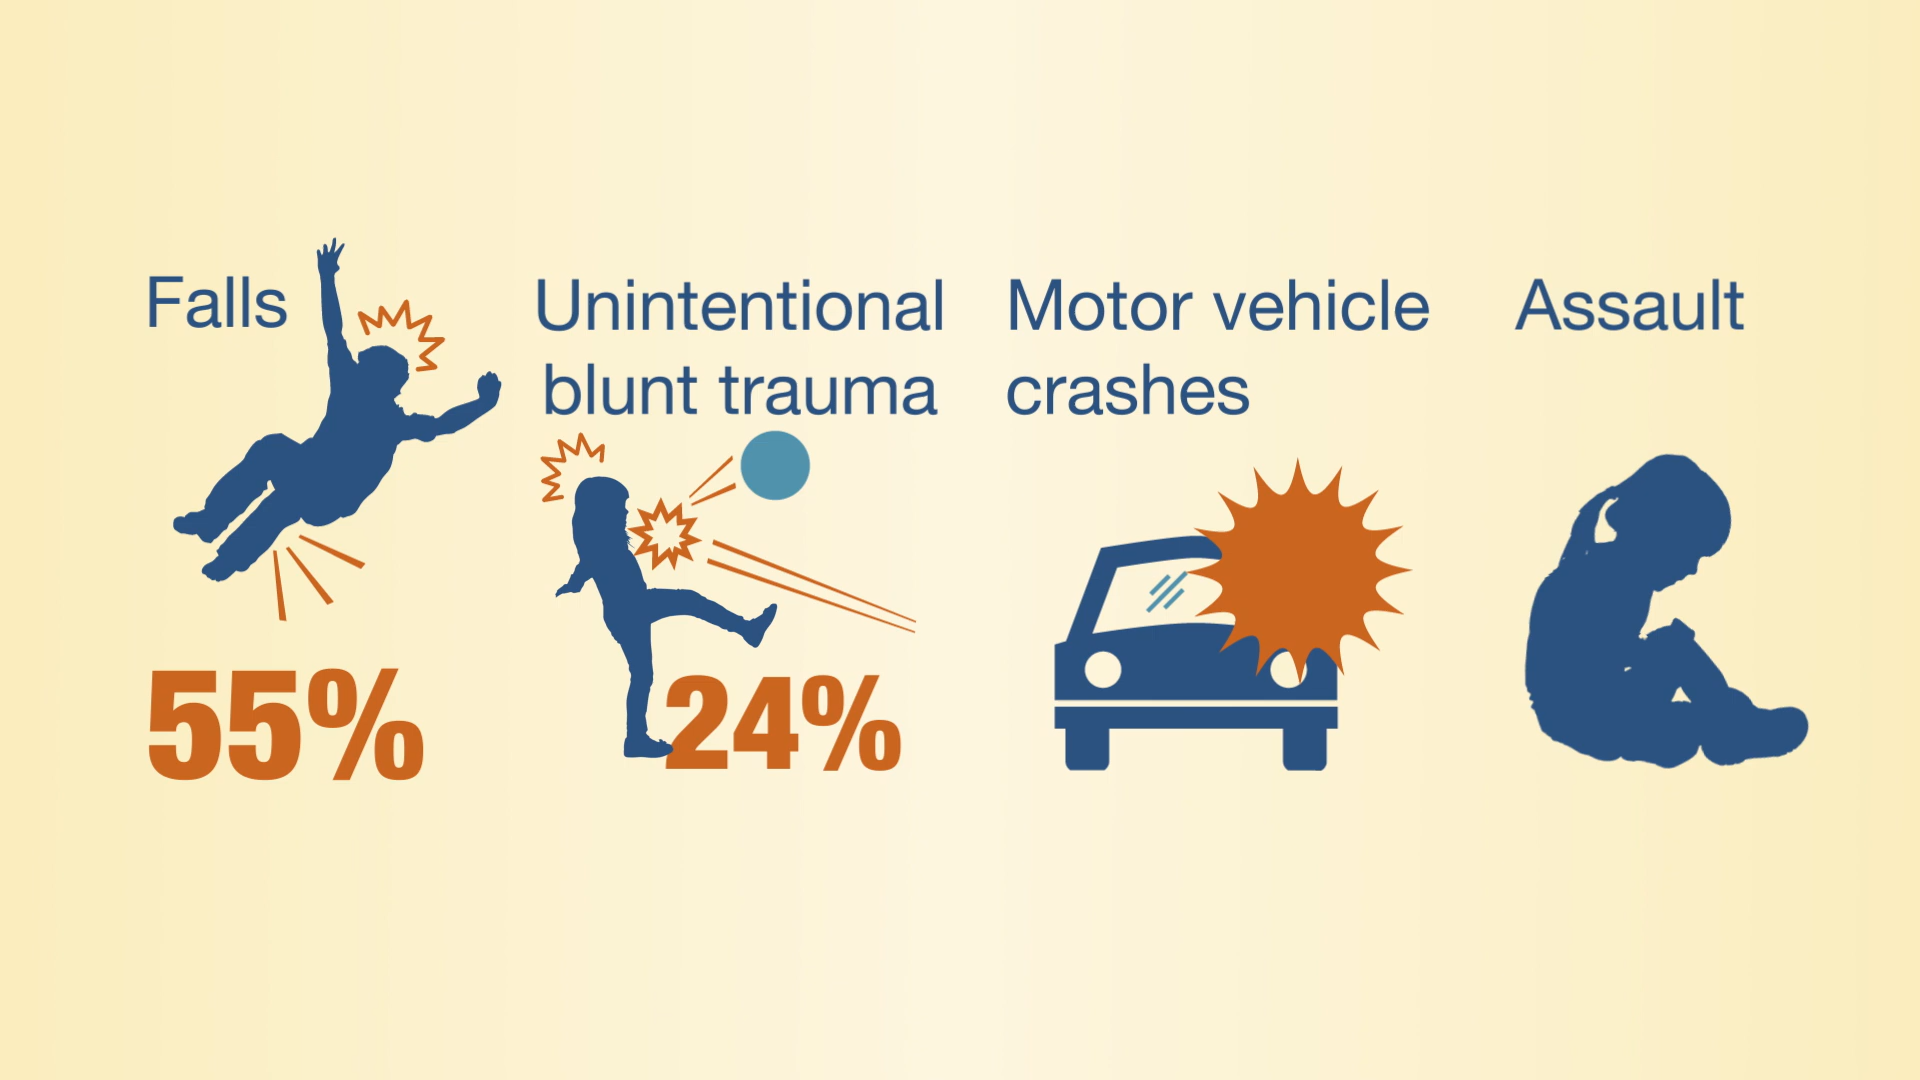 Falls
55%
Unintentional
blunt trauma
24%
Motor vehicle
crashes
Assault